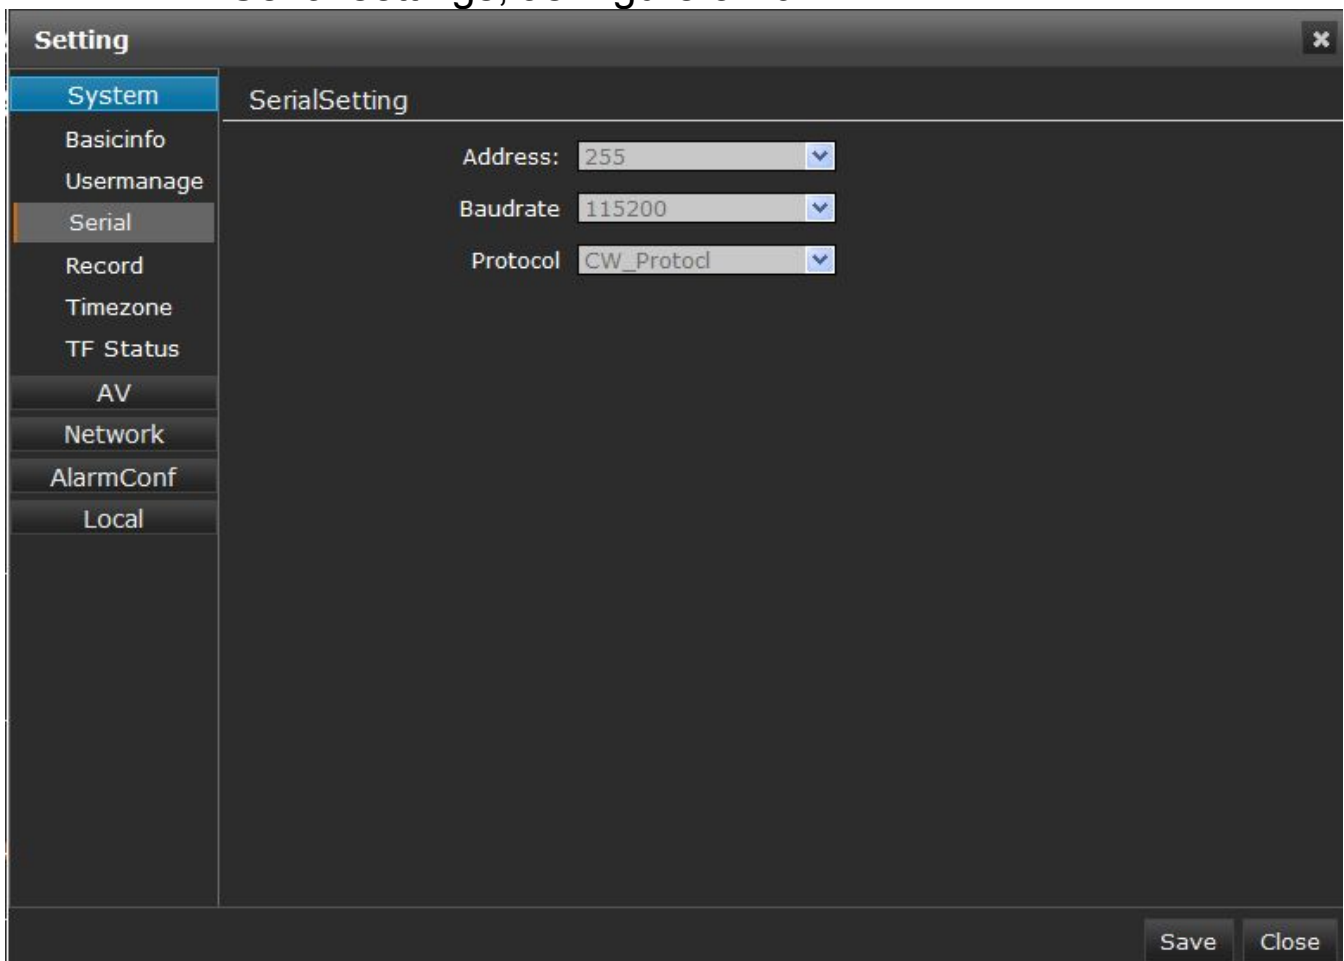 Setting
System
SerialSetting
Basicinfo
Address: 255
Usermanage
Baudrate 115200
Serial
Protocol CW_Protocl
Record
Timezone
TF Status
AV
Network
AlarmConf
Local
Save Close